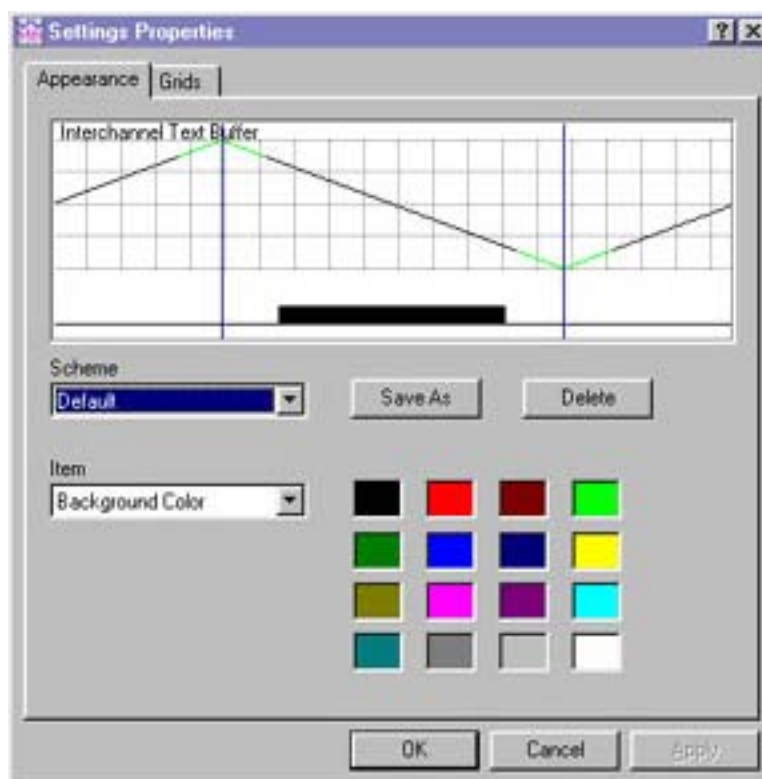 Settings Properties
Appearance
Grids
Interchannel Text Buffer
Scheme
Default
Save As
Delete
Item
Background Color
OK
Cancel
Apply